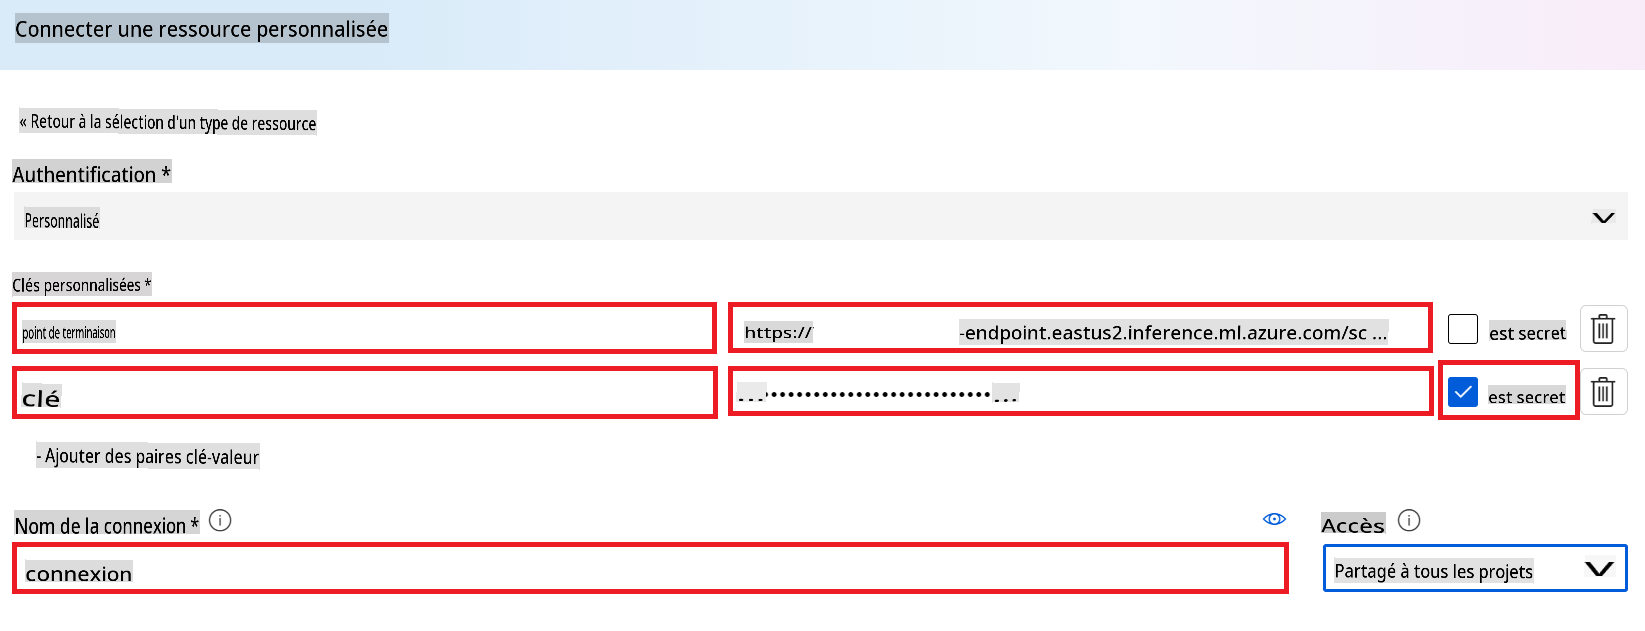 Connecter une ressource personnalisée
« Retour à la sélection d'un type de ressource
Authentification *
Personnalisé
Clés personnalisées *
point de terminaison
https:// -endpoint.eastus2.inference.ml.azure.com/sc ...
est secret
clé
...••••••••••••••••••••••••••...
est secret
- Ajouter des paires clé-valeur
Nom de la connexion *
Accès
connexion
Partagé à tous les projets